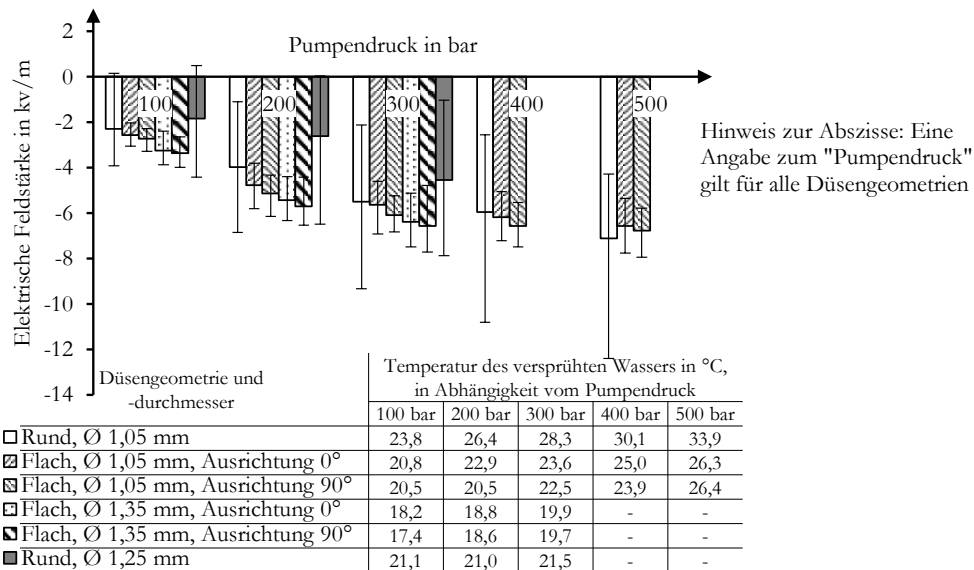 2
Pumpendruck in bar
0
100
200
300
400
500
-2
-4
-6
-8
-10
-12
-14
Elektrische Feldstärke in kv/m
Hinweis zur Abszisse: Eine
Angabe zum "Pumpendruck"
gilt für alle Düsengeometrien
Düsengeometrie und
-durchmesser
Temperatur des versprühten Wassers in °C,
in Abhängigkeit vom Pumpendruck
100 bar 200 bar 300 bar 400 bar 500 bar
Rund, Ø 1,05 mm 23,8 26,4 28,3 30,1 33,9
Flach, Ø 1,05 mm, Ausrichtung 0° 20,8 22,9 23,6 25,0 26,3
Flach, Ø 1,05 mm, Ausrichtung 90° 20,5 20,5 22,5 23,9 26,4
Flach, Ø 1,35 mm, Ausrichtung 0° 18,2 18,8 19,9 - -
Flach, Ø 1,35 mm, Ausrichtung 90° 17,4 18,6 19,7 - -
Rund, Ø 1,25 mm 21,1 21,0 21,5 - -